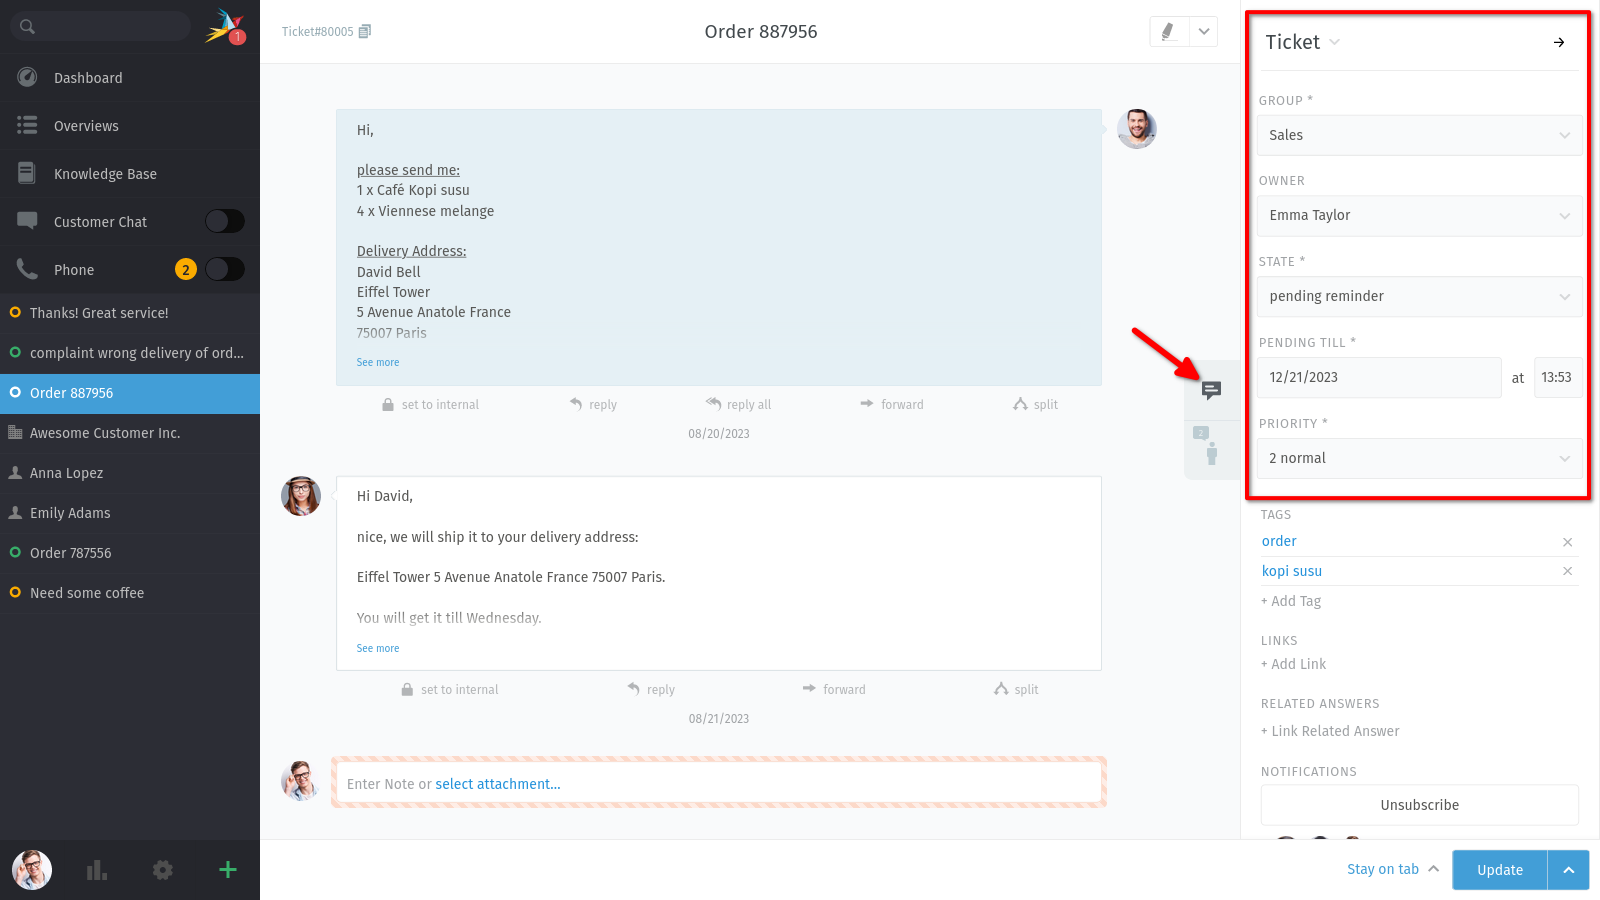 1
Dashboard
Overviews
Knowledge Base
Customer Chat
Phone
2
Thanks! Great service!
complaint wrong delivery of ord...
Order 887956
Awesome Customer Inc.
Anna Lopez
Emily Adams
Order 787556
Need some coffee
Ticket#80005
Order 887956
Hi,
please send me:
1 x Café Kopi susu
4 x Viennese melange
Delivery Address:
David Bell
Eiffel Tower
5 Avenue Anatole France
75007 Paris
See more
set to internal
reply
reply all
forward
split
08/20/2023
Hi David,
nice, we will ship it to your delivery address:
Eiffel Tower 5 Avenue Anatole France 75007 Paris.
You will get it till Wednesday.
See more
set to internal
reply
forward
split
08/21/2023
Enter Note or select attachment...
2
Ticket
GROUP *
Sales
OWNER
Emma Taylor
STATE *
pending reminder
PENDING TILL *
12/21/2023 at 13:53
PRIORITY *
2 normal
TAGS
order
kopi susu
+ Add Tag
LINKS
+ Add Link
RELATED ANSWERS
+ Link Related Answer
NOTIFICATIONS
Unsubscribe
Stay on tab
Update